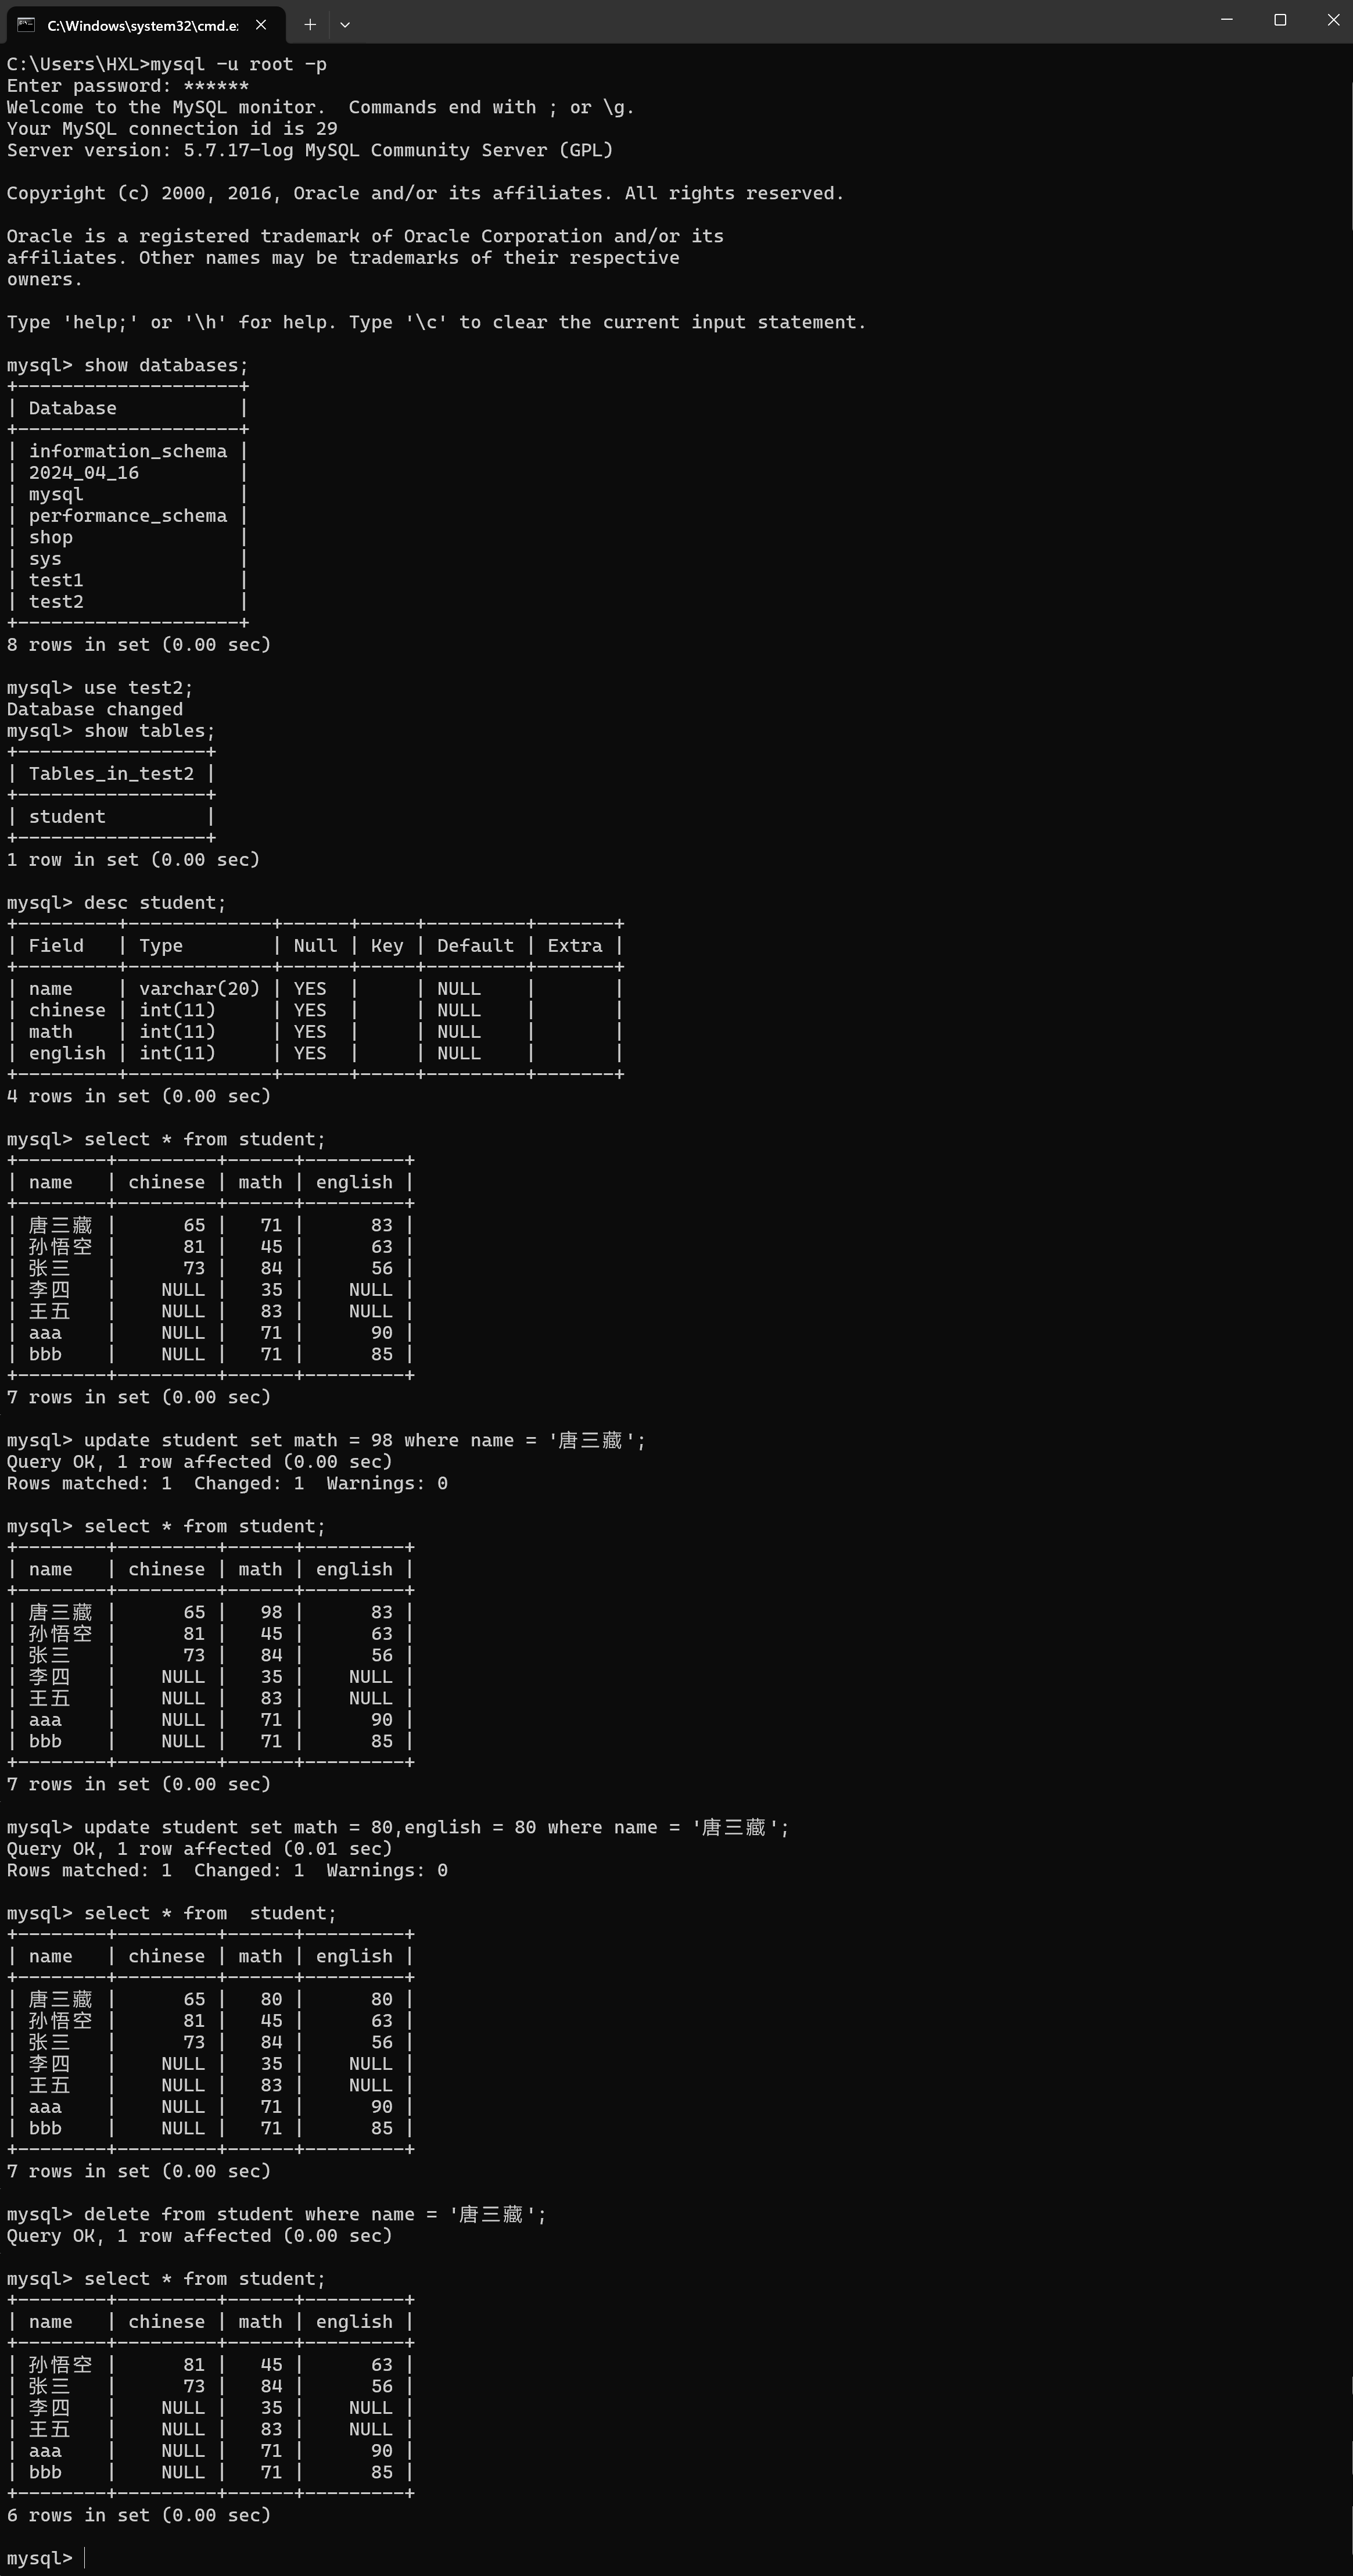 C:\Windows\system32\cmd.e:
C:\Users\HXL>mysql -u root -p
Enter password: ******
Welcome to the MySQL monitor.  Commands end with ; or \g.
Your MySQL connection id is 29
Server version: 5.7.17-log MySQL Community Server (GPL)

Copyright (c) 2000, 2016, Oracle and/or its affiliates. All rights reserved.

Oracle is a registered trademark of Oracle Corporation and/or its
affiliates. Other names may be trademarks of their respective
owners.

Type 'help;' or '\h' for help. Type '\c' to clear the current input statement.

mysql> show databases;
+--------------------+
| Database           |
+--------------------+
| information_schema |
| 2024_04_16         |
| mysql              |
| performance_schema |
| shop               |
| sys                |
| test1              |
| test2              |
+--------------------+
8 rows in set (0.00 sec)

mysql> use test2;
Database changed
mysql> show tables;
+-----------------+
| Tables_in_test2 |
+-----------------+
| student         |
+-----------------+
1 row in set (0.00 sec)

mysql> desc student;
+---------+-------------+------+-----+---------+-------+
| Field   | Type        | Null | Key | Default | Extra |
+---------+-------------+------+-----+---------+-------+
| name    | varchar(20) | YES  |     | NULL    |       |
| chinese | int(11)     | YES  |     | NULL    |       |
| math    | int(11)     | YES  |     | NULL    |       |
| english | int(11)     | YES  |     | NULL    |       |
+---------+-------------+------+-----+---------+-------+
4 rows in set (0.00 sec)

mysql> select * from student;
+--------+---------+------+---------+
| name   | chinese | math | english |
+--------+---------+------+---------+
| 唐三藏 |      65 |   71 |      83 |
| 孙悟空 |      81 |   45 |      63 |
| 张三   |      73 |   84 |      56 |
| 李四   |    NULL |   35 |    NULL |
| 王五   |    NULL |   83 |    NULL |
| aaa    |    NULL |   71 |      90 |
| bbb    |    NULL |   71 |      85 |
+--------+---------+------+---------+
7 rows in set (0.00 sec)

mysql> update student set math = 98 where name = '唐三藏';
Query OK, 1 row affected (0.00 sec)
Rows matched: 1  Changed: 1  Warnings: 0

mysql> select * from student;
+--------+---------+------+---------+
| name   | chinese | math | english |
+--------+---------+------+---------+
| 唐三藏 |      65 |   98 |      83 |
| 孙悟空 |      81 |   45 |      63 |
| 张三   |      73 |   84 |      56 |
| 李四   |    NULL |   35 |    NULL |
| 王五   |    NULL |   83 |    NULL |
| aaa    |    NULL |   71 |      90 |
| bbb    |    NULL |   71 |      85 |
+--------+---------+------+---------+
7 rows in set (0.00 sec)

mysql> update student set math = 80,english = 80 where name = '唐三藏';
Query OK, 1 row affected (0.01 sec)
Rows matched: 1  Changed: 1  Warnings: 0

mysql> select * from  student;
+--------+---------+------+---------+
| name   | chinese | math | english |
+--------+---------+------+---------+
| 唐三藏 |      65 |   80 |      80 |
| 孙悟空 |      81 |   45 |      63 |
| 张三   |      73 |   84 |      56 |
| 李四   |    NULL |   35 |    NULL |
| 王五   |    NULL |   83 |    NULL |
| aaa    |    NULL |   71 |      90 |
| bbb    |    NULL |   71 |      85 |
+--------+---------+------+---------+
7 rows in set (0.00 sec)

mysql> delete from student where name = '唐三藏';
Query OK, 1 row affected (0.00 sec)

mysql> select * from student;
+--------+---------+------+---------+
| name   | chinese | math | english |
+--------+---------+------+---------+
| 孙悟空 |      81 |   45 |      63 |
| 张三   |      73 |   84 |      56 |
| 李四   |    NULL |   35 |    NULL |
| 王五   |    NULL |   83 |    NULL |
| aaa    |    NULL |   71 |      90 |
| bbb    |    NULL |   71 |      85 |
+--------+---------+------+---------+
6 rows in set (0.00 sec)

mysql>